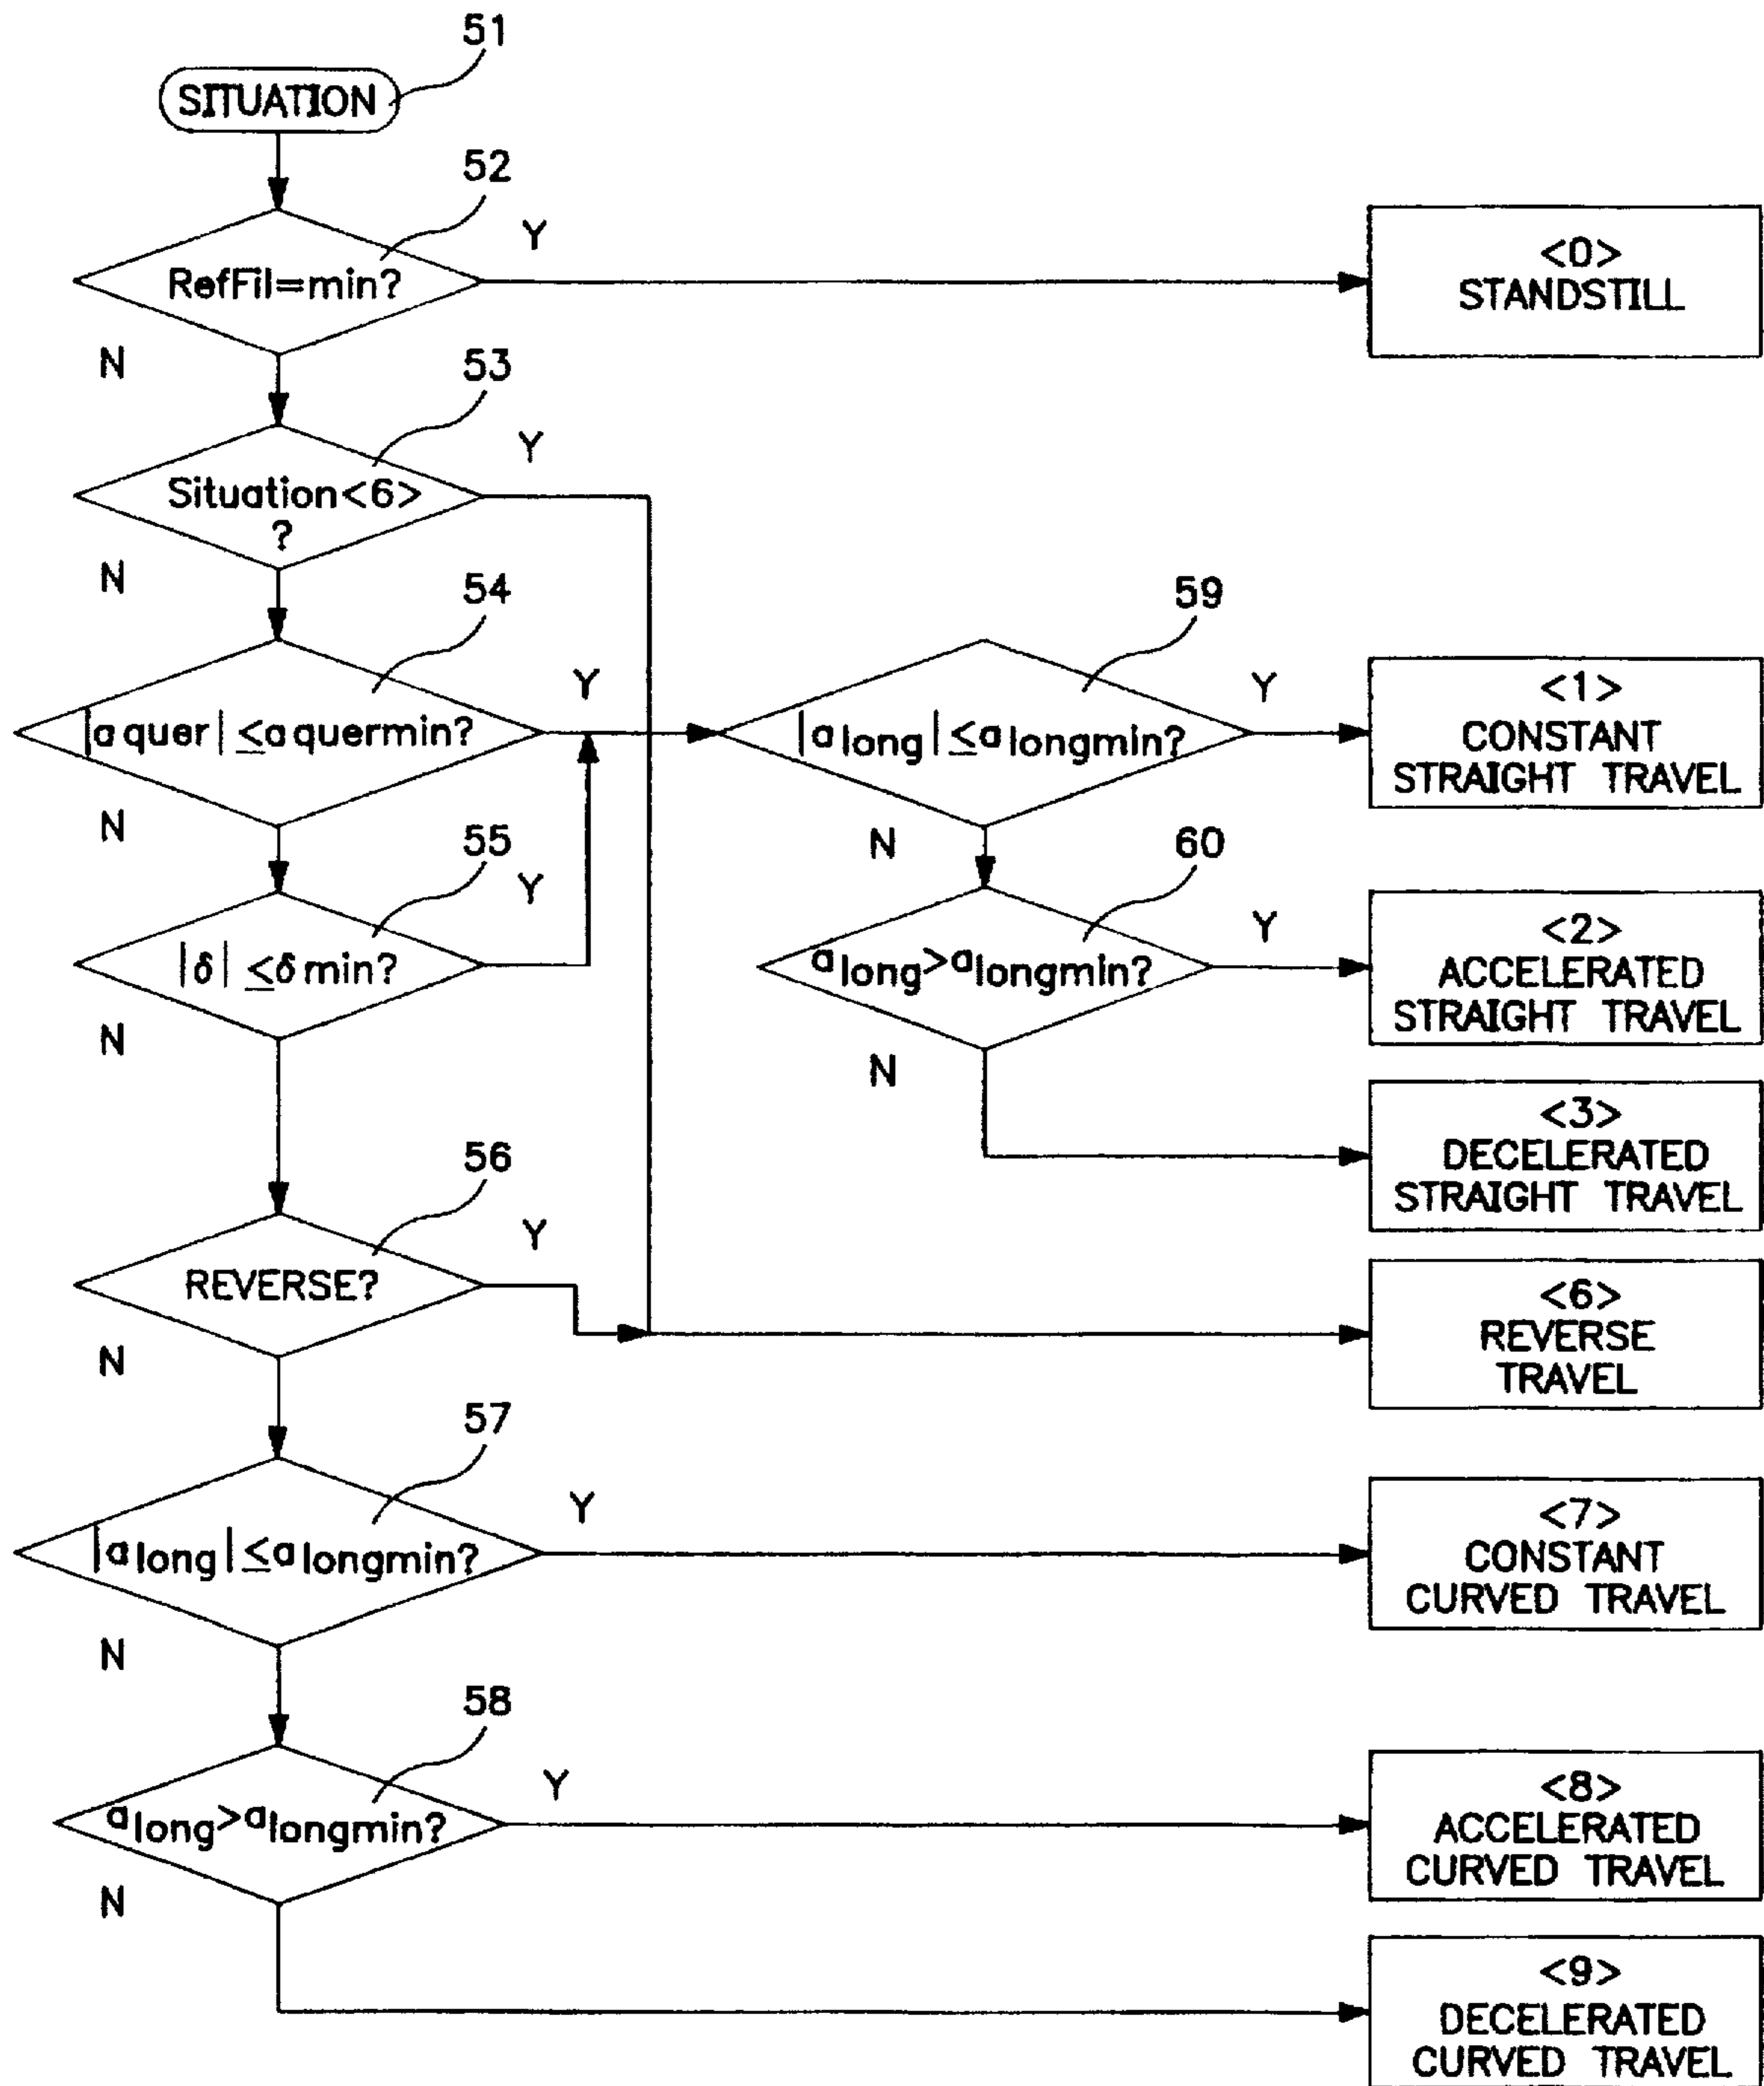 51
SITUATION
52
Y
RefFil=min?
<0>
STANDSTILL
N
53
Y
Situation<6>
?
N
54
Y
|a quer| ≤a quermin?
59
|a long| ≤a longmin?
Y
<1>
CONSTANT
STRAIGHT TRAVEL
N
55
Y
|δ| ≤δ min?
N
60
a long>a longmin?
Y
<2>
ACCELERATED
STRAIGHT TRAVEL
N
N
<3>
DECELERATED
STRAIGHT TRAVEL
56
Y
REVERSE?
<6>
REVERSE
TRAVEL
N
57
Y
|a long| ≤a longmin?
<7>
CONSTANT
CURVED TRAVEL
N
58
Y
a long>a longmin?
<8>
ACCELERATED
CURVED TRAVEL
N
<9>
DECELERATED
CURVED TRAVEL